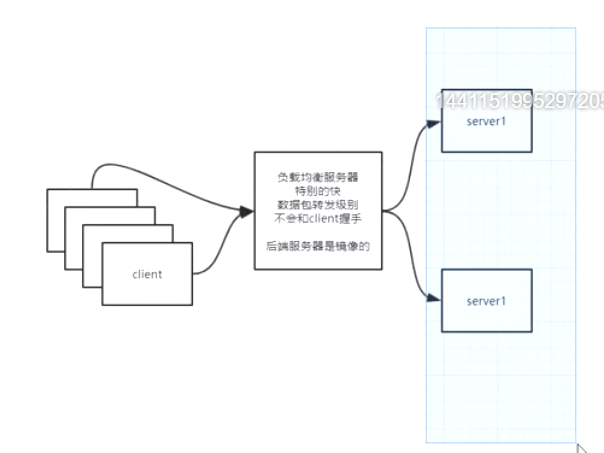 144115199529720
server1
负载均衡服务器
特别的快
数据包转发级别
不会和client握手
后端服务器是镜像的
client
server1